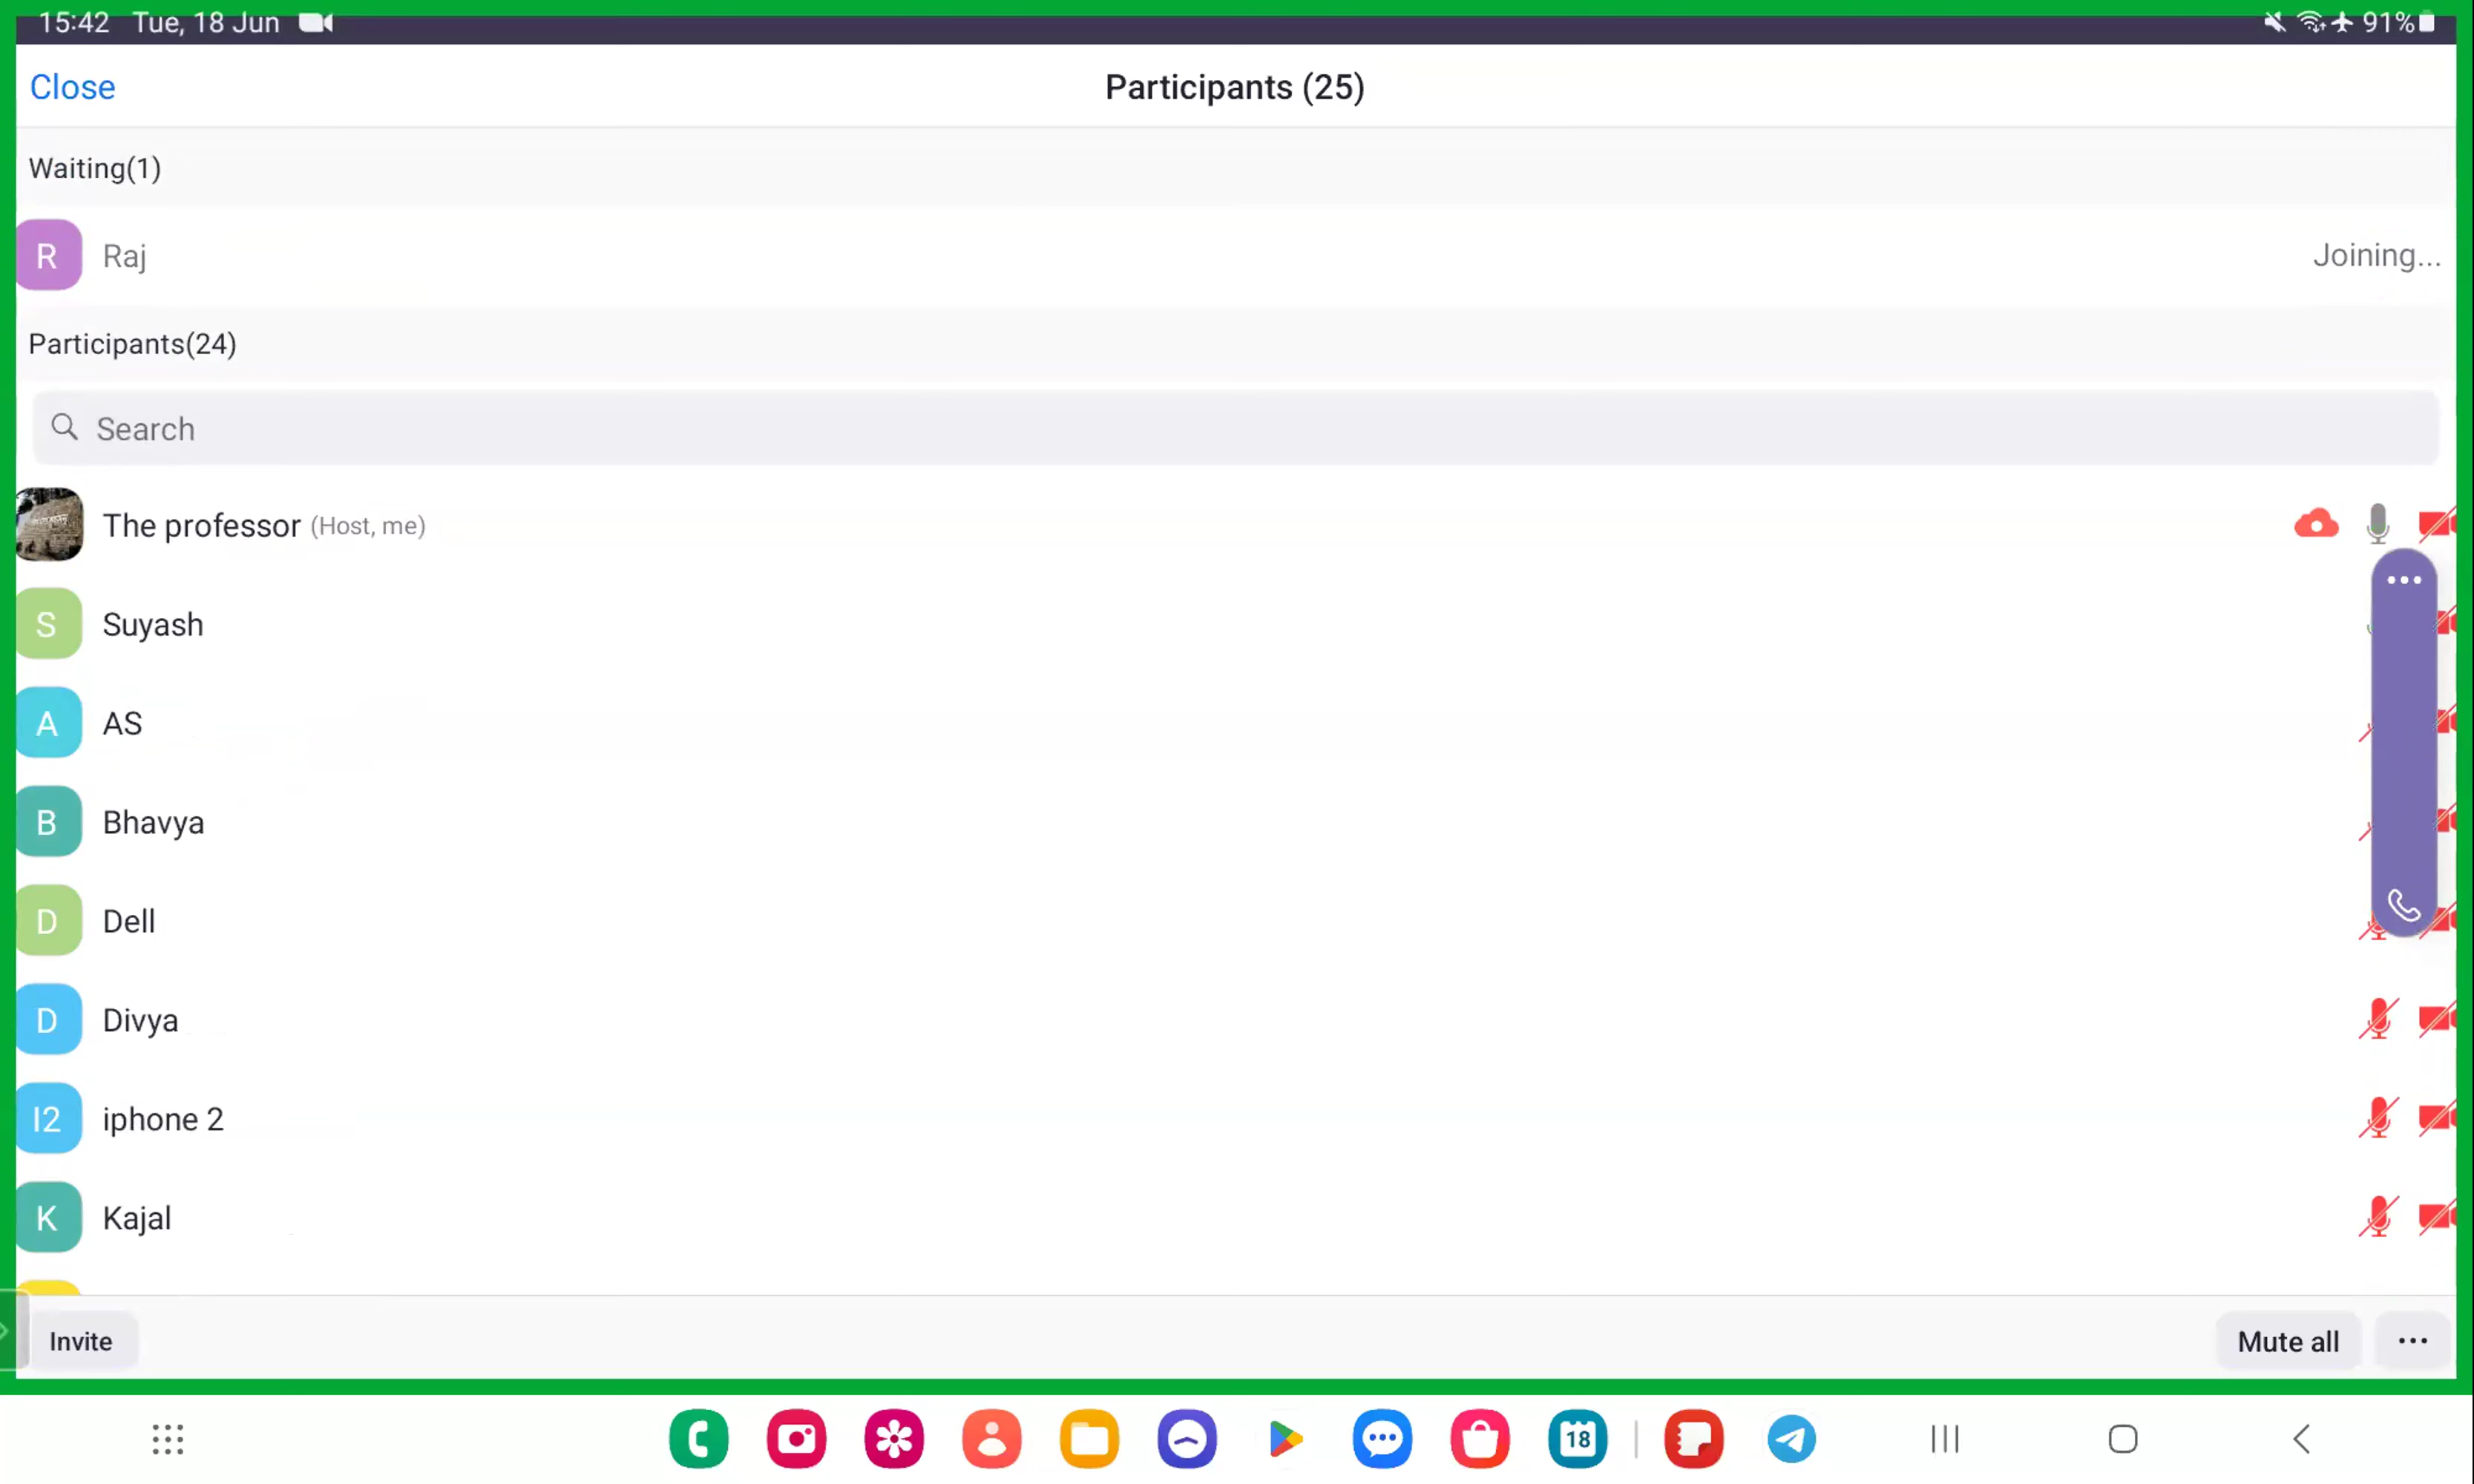 15:42 Tue, 18 Jun 91%
Close Participants (25)
Waiting(1)
R Raj Joining...
Participants(24)
Search
The professor (Host, me)
S Suyash
A AS
B Bhavya
D Dell
D Divya
I2 iphone 2
K Kajal
Invite Mute all
18